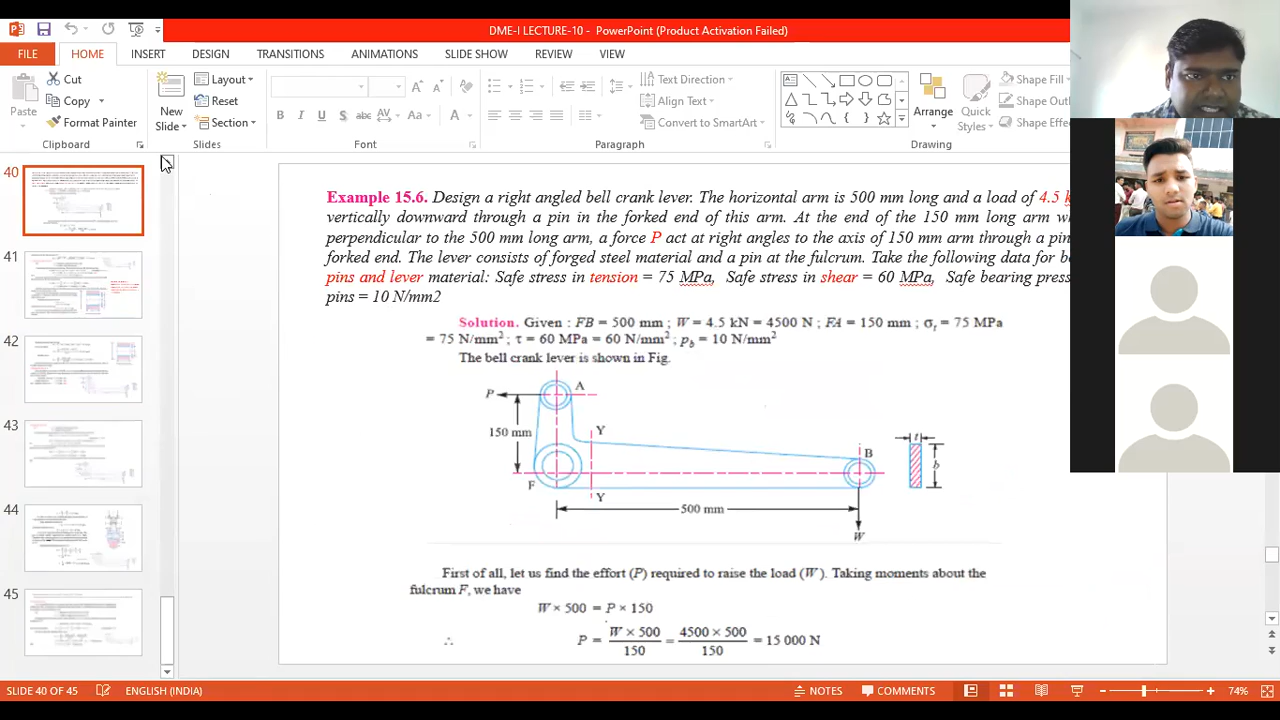 DME-I LECTURE-10 - PowerPoint (Product Activation Failed)
FILE HOME INSERT DESIGN TRANSITIONS ANIMATIONS SLIDE SHOW REVIEW VIEW
Cut
Copy
Format Painter
Paste
Clipboard
New
Slide
Layout
Reset
Section
Slides
B I U S abc AV Aa A
Font
Text Direction
Align Text
Convert to SmartArt
Paragraph
Arrange
Quick
Styles
Shape Fill
Shape Out
Shape Effe
Drawing
40
41
42
43
44
45
Example 15.6. Design a right angled bell crank lever. The horizontal arm is 500 mm long and a load of 4.5
vertically downward through a pin in the forked end of this arm. At the end of the 150 mm long arm
perpendicular to the 500 mm long arm, a force P act at right angles to the axis of 150 mm arm through a pin
forked end. The lever consists of forged steel material and a pin at the fulcrum. Take the following data for
pins and lever material: Safe stress in tension = 75 MPa, Safe stress in shear = 60 MPa, Safe bearing
pins = 10 N/mm2
Solution. Given : FB = 500 mm ; W = 4.5 kN = 4500 N ; FA = 150 mm ; σt = 75 MPa
= 75 N/mm² ; τ = 60 MPa = 60 N/mm² ; pb = 10 N/mm²
The bell crank lever is shown in Fig.
P A
150 mm Y
F B
Y
500 mm
W
t
b
First of all, let us find the effort (P) required to raise the load (W). Taking moments about the
fulcrum F, we have
W × 500 = P × 150
∴ P = W × 500 / 150 = 4500 × 500 / 150 = 15 000 N
SLIDE 40 OF 45 ENGLISH (INDIA) NOTES COMMENTS 74%